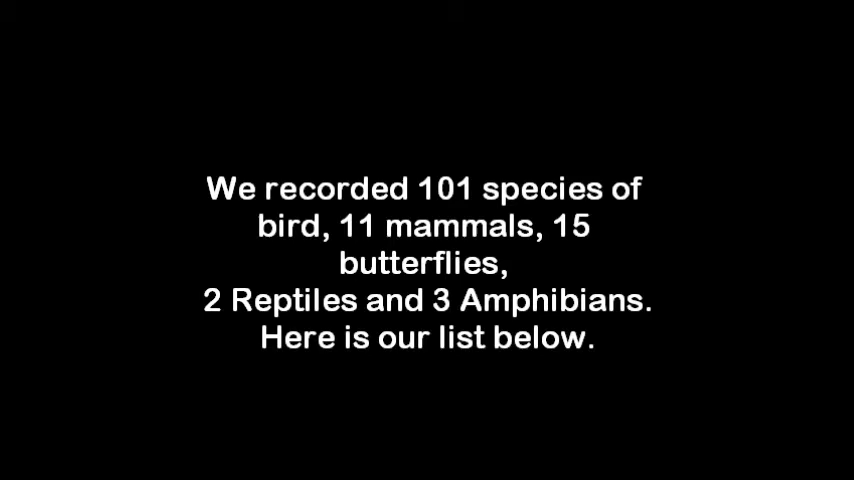 We recorded 101 species of
bird, 11 mammals, 15
butterflies,
2 Reptiles and 3 Amphibians.
Here is our list below.